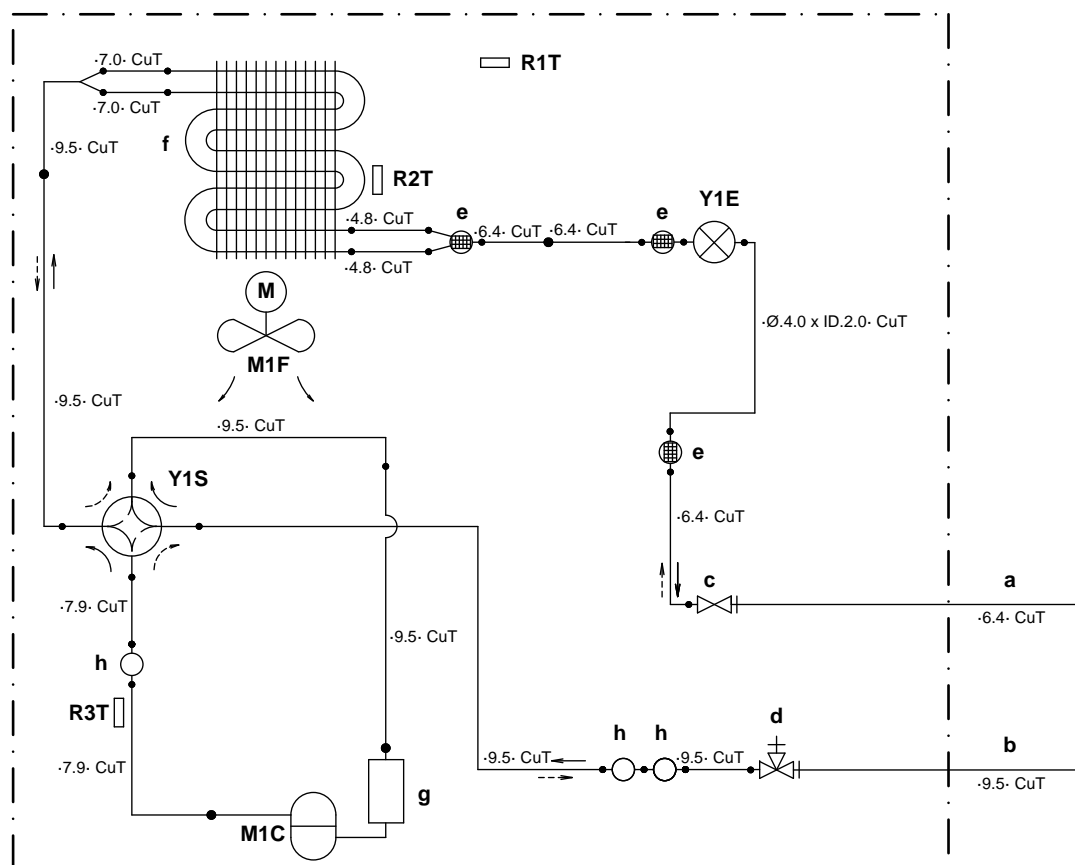 ·7.0· CuT
R1T
·7.0· CuT
f
·9.5· CuT
R2T
Y1E
·4.8· CuT
e
·6.4· CuT
·6.4· CuT
e
·4.8· CuT
M
·Ø.4.0 x ID.2.0· CuT
M1F
·9.5· CuT
·9.5· CuT
e
Y1S
·6.4· CuT
c
a
·7.9· CuT
·6.4· CuT
·9.5· CuT
h
R3T
h
h
d
b
·9.5· CuT
·9.5· CuT
·7.9· CuT
·9.5· CuT
g
M1C